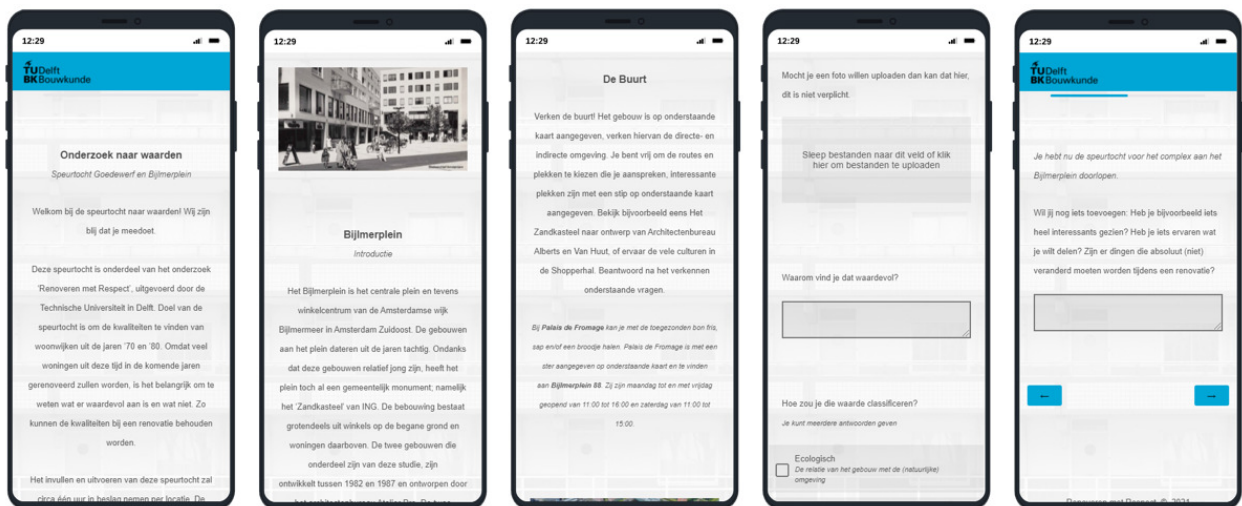 12:29
TUDelft
BK Bouwkunde
Onderzoek naar waarden
Speurtocht Goedewerf en Bijlmerplein
Welkom bij de speurtocht naar waarden! Wij zijn
blij dat je meedoet.
Deze speurtocht is onderdeel van het onderzoek
'Renoveren met Respect', uitgevoerd door de
Technische Universiteit in Delft. Doel van de
speurtocht is om de kwaliteiten te vinden van
woonwijken uit de jaren '70 en '80. Omdat veel
woningen uit deze tijd in de komende jaren
gerenoveerd zullen worden, is het belangrijk om te
weten wat er waardevol aan is en wat niet. Zo
kunnen de kwaliteiten bij een renovatie behouden
worden.
Het invullen en uitvoeren van deze speurtocht zal
circa één uur in beslag nemen per locatie. De
12:29
Bijlmerplein
Introductie
Het Bijlmerplein is het centrale plein en tevens
winkelcentrum van de Amsterdamse wijk
Bijlmermeer in Amsterdam Zuidoost. De gebouwen
aan het plein dateren uit de jaren tachtig. Ondanks
dat deze gebouwen relatief jong zijn, heeft het
plein toch al een gemeentelijk monument; namelijk
het 'Zandkasteel' van ING. De bebouwing bestaat
grotendeels uit winkels op de begane grond en
woningen daarboven. De twee gebouwen die
onderdeel zijn van deze studie, zijn
ontwikkelt tussen 1982 en 1987 en ontworpen door
12:29
De Buurt
Verken de buurt! Het gebouw is op onderstaande
kaart aangegeven, verken hiervan de directe- en
indirecte omgeving. Je bent vrij om de routes en
plekken te kiezen die je aanspreken, interessante
plekken zijn met een stip op onderstaande kaart
aangegeven. Bekijk bijvoorbeeld eens Het
Zandkasteel naar ontwerp van Architectenbureau
Alberts en Van Huut, of ervaar de vele culturen in
de Shopperhal. Beantwoord na het verkennen
onderstaande vragen.
Bij Palais de Fromage kan je met de toegezonden bon fris,
sap en/of een broodje halen. Palais de Fromage is met een
ster aangegeven op onderstaande kaart en te vinden
aan Bijlmerplein 88. Zij zijn maandag tot en met vrijdag
geopend van 11:00 tot 16:00 en zaterdag van 11:00 tot
15:00.
12:29
Mocht je een foto willen uploaden dan kan dat hier,
dit is niet verplicht.
Sleep bestanden naar dit veld of klik
hier om bestanden te uploaden
Waarom vind je dat waardevol?
Hoe zou je die waarde classificeren?
Je kunt meerdere antwoorden geven
Ecologisch
De relatie van het gebouw met de (natuurlijke)
omgeving
12:29
TUDelft
BK Bouwkunde
Je hebt nu de speurtocht voor het complex aan het
Bijlmerplein doorlopen.
Wil jij nog iets toevoegen: Heb je bijvoorbeeld iets
heel interessants gezien? Heb je iets ervaren wat
je wilt delen? Zijn er dingen die absoluut (niet)
veranderd moeten worden tijdens een renovatie?
← →
Renoveren met Respect © 2021